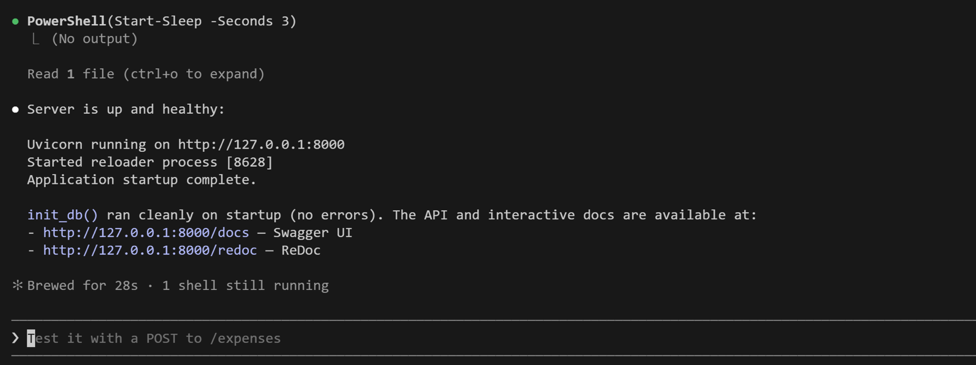 ● PowerShell(Start-Sleep -Seconds 3)
⎿ (No output)
Read 1 file (ctrl+o to expand)
● Server is up and healthy:
Uvicorn running on http://127.0.0.1:8000
Started reloader process [8628]
Application startup complete.
init_db() ran cleanly on startup (no errors). The API and interactive docs are available at:
- http://127.0.0.1:8000/docs — Swagger UI
- http://127.0.0.1:8000/redoc — ReDoc
✻ Brewed for 28s · 1 shell still running
❯ Test it with a POST to /expenses